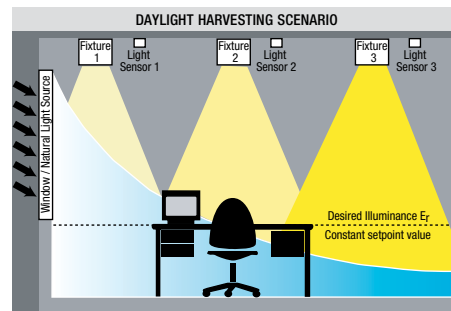 DAYLIGHT HARVESTING SCENARIO
Fixture
1
Light
Sensor 1
Fixture
2
Light
Sensor 2
Fixture
3
Light
Sensor 3
Window / Natural Light Source
Desired Illuminance Er
Constant setpoint value